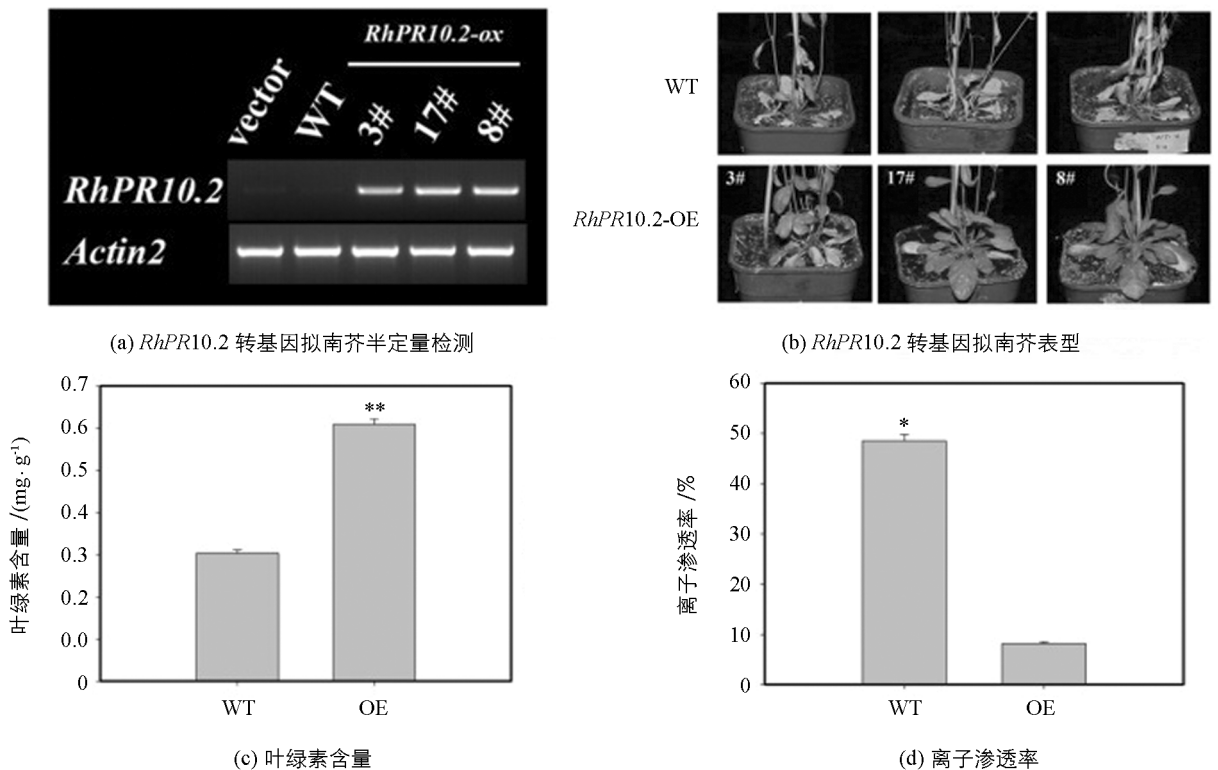 RhPR10.2-ox
vector
WT
3#
17#
8#
RhPR10.2
Actin2
(a) RhPR10.2 转基因拟南芥半定量检测
WT
3#
17#
8#
RhPR10.2-OE
(b) RhPR10.2 转基因拟南芥表型
0.7
0.6
0.5
0.4
0.3
0.2
0.0
0
叶绿素含量 /(mg· g-1)
**
WT
OE
(c) 叶绿素含量
60
50
40
30
20
10
0
离子渗透率 /%
*
WT
OE
(d) 离子渗透率